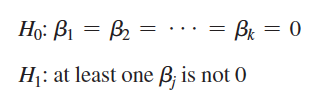 H₀: β₁ = β₂ = ··· = βₖ = 0
H₁: at least one βⱼ is not 0